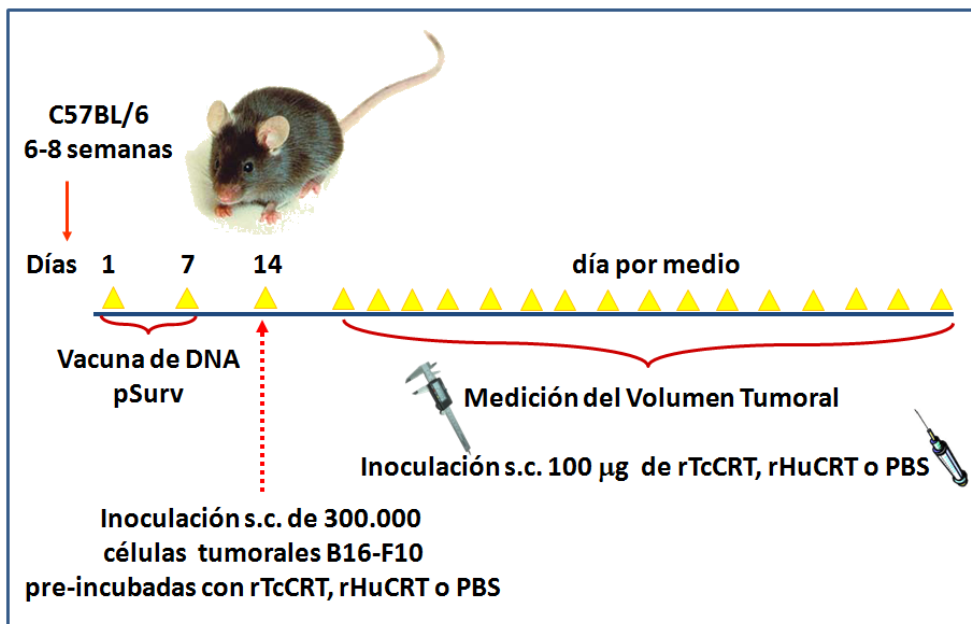 C57BL/6
6-8 semanas
Días 1 7 14 día por medio
Vacuna de DNA
pSurv
Medición del Volumen Tumoral
Inoculación s.c. 100 μg de rTcCRT, rHuCRT o PBS
Inoculación s.c. de 300.000
células tumorales B16-F10
pre-incubadas con rTcCRT, rHuCRT o PBS